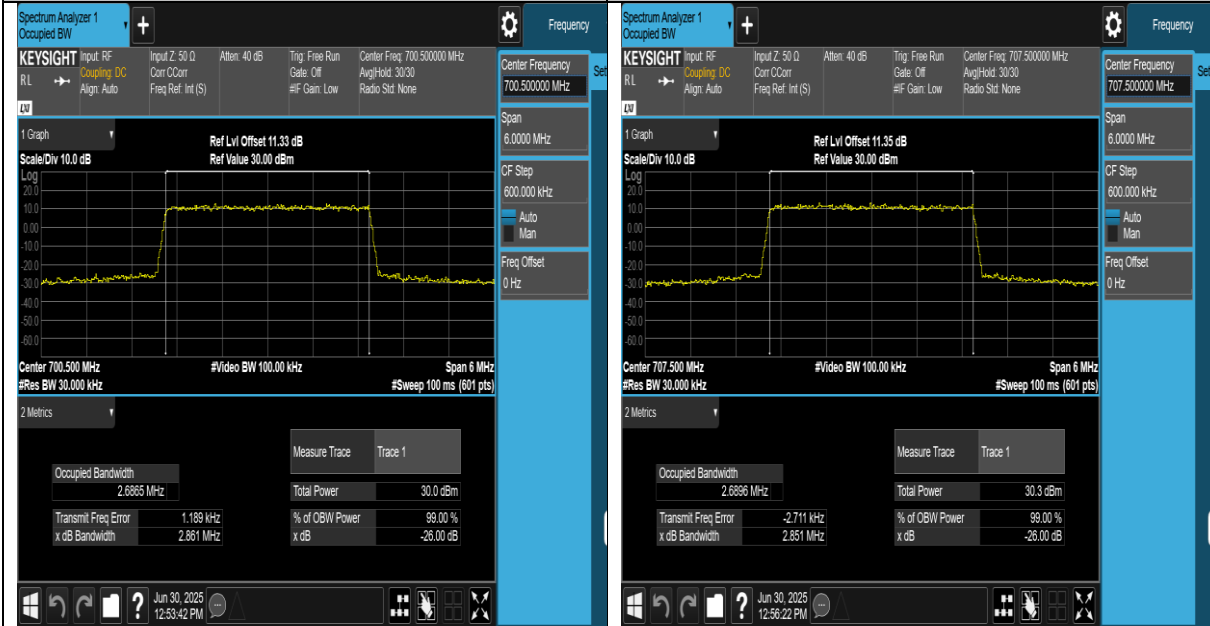 Spectrum Analyzer 1
Occupied BW
+
Frequency
KEYSIGHT
RL
LXI
Input: RF
Coupling: DC
Align: Auto
Input Z: 50 Ω
Corr CCorr
Freq Ref: Int (S)
Atten: 40 dB
Trig: Free Run
Gate: Off
#IF Gain: Low
Center Freq: 700.500000 MHz
Avg|Hold: 30/30
Radio Std: None
Center Frequency
700.500000 MHz
Set
Span
6.0000 MHz
CF Step
600.000 kHz
Auto
Man
Freq Offset
0 Hz
1 Graph
Scale/Div 10.0 dB
Ref Lvl Offset 11.33 dB
Ref Value 30.00 dBm
Log
20.0
10.0
0.00
-10.0
-20.0
-30.0
-40.0
-50.0
-60.0
Center 700.500 MHz
#Video BW 100.00 kHz
Span 6 MHz
#Res BW 30.000 kHz
#Sweep 100 ms (601 pts)
2 Metrics
Measure Trace Trace 1
Occupied Bandwidth
2.6865 MHz
Total Power 30.0 dBm
Transmit Freq Error 1.189 kHz
% of OBW Power 99.00 %
x dB Bandwidth 2.861 MHz
x dB -26.00 dB
?
Jun 30, 2025
12:53:42 PM
Spectrum Analyzer 1
Occupied BW
+
Frequency
KEYSIGHT
RL
LXI
Input: RF
Coupling: DC
Align: Auto
Input Z: 50 Ω
Corr CCorr
Freq Ref: Int (S)
Atten: 40 dB
Trig: Free Run
Gate: Off
#IF Gain: Low
Center Freq: 707.500000 MHz
Avg|Hold: 30/30
Radio Std: None
Center Frequency
707.500000 MHz
Set
Span
6.0000 MHz
CF Step
600.000 kHz
Auto
Man
Freq Offset
0 Hz
1 Graph
Scale/Div 10.0 dB
Ref Lvl Offset 11.35 dB
Ref Value 30.00 dBm
Log
20.0
10.0
0.00
-10.0
-20.0
-30.0
-40.0
-50.0
-60.0
Center 707.500 MHz
#Video BW 100.00 kHz
Span 6 MHz
#Res BW 30.000 kHz
#Sweep 100 ms (601 pts)
2 Metrics
Measure Trace Trace 1
Occupied Bandwidth
2.6896 MHz
Total Power 30.3 dBm
Transmit Freq Error -2.711 kHz
% of OBW Power 99.00 %
x dB Bandwidth 2.851 MHz
x dB -26.00 dB
?
Jun 30, 2025
12:56:22 PM